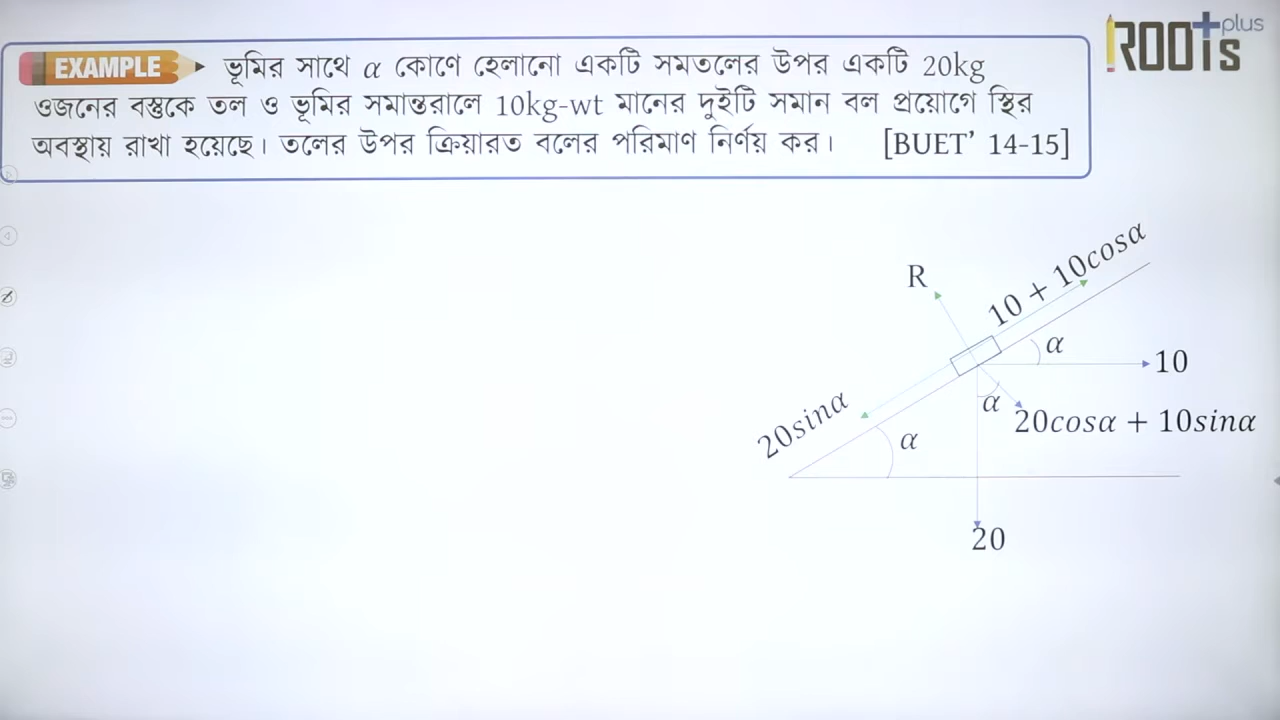 ROOTs plus
EXAMPLE ভূমির সাথে α কোণে হেলানো একটি সমতলের উপর একটি 20kg
ওজনের বস্তুকে তল ও ভূমির সমান্তরালে 10kg-wt মানের দুইটি সমান বল প্রয়োগে স্থির
অবস্থায় রাখা হয়েছে। তলের উপর ক্রিয়ারত বলের পরিমাণ নির্ণয় কর। [BUET’ 14-15]
R
10 + 10cosα
α
10
20sinα
α
α
20cosα + 10sinα
20